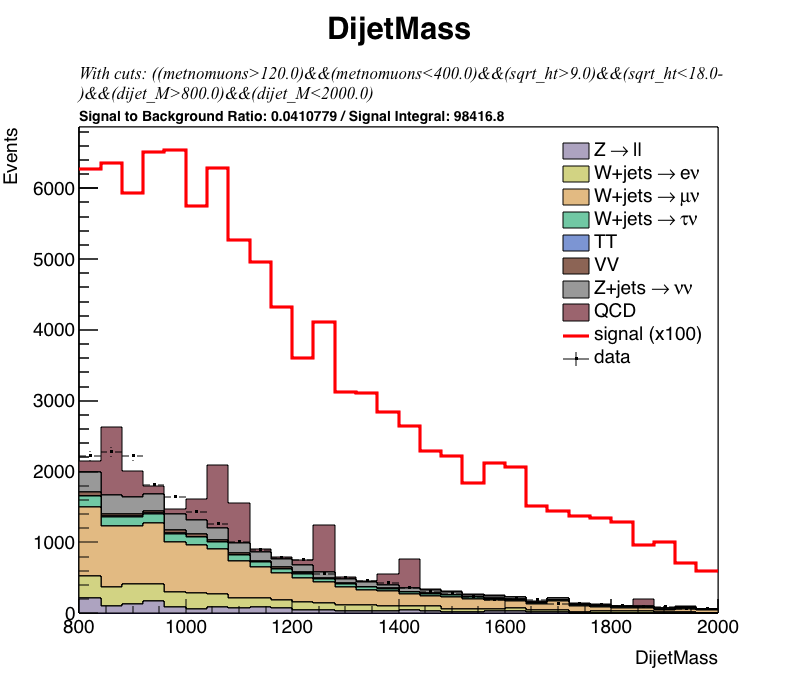 DijetMass
With cuts: ((metnomuons>120.0)&&(metnomuons<400.0)&&(sqrt_ht>9.0)&&(sqrt_ht<18.0-
)&&(dijet_M>800.0)&&(dijet_M<2000.0)
Signal to Background Ratio: 0.0410779 / Signal Integral: 98416.8
Events
6000
5000
4000
3000
2000
1000
0
Z → ll
W+jets → eν
W+jets → μν
W+jets → τν
TT
VV
Z+jets → νν
QCD
signal (x100)
data
800 1000 1200 1400 1600 1800 2000
DijetMass